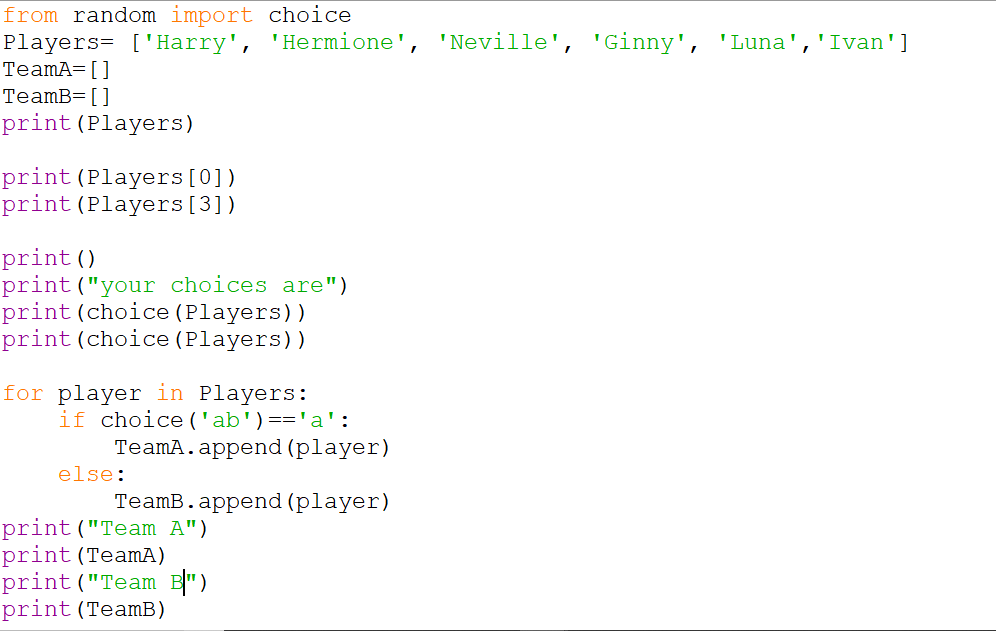 from random import choice
Players= ['Harry', 'Hermione', 'Neville', 'Ginny', 'Luna','Ivan']
TeamA=[]
TeamB=[]
print(Players)
print(Players[0])
print(Players[3])
print()
print("your choices are")
print(choice(Players))
print(choice(Players))
for player in Players:
    if choice('ab')=='a':
        TeamA.append(player)
    else:
        TeamB.append(player)
print("Team A")
print(TeamA)
print("Team B")
print(TeamB)